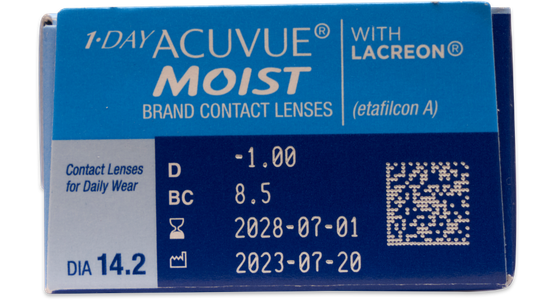 1·DAY ACUVUE® MOIST
BRAND CONTACT LENSES
WITH
LACREON®
(etafilcon A)
Contact Lenses
for Daily Wear
DIA 14.2
D -1.00
BC 8.5
2028-07-01
2023-07-20